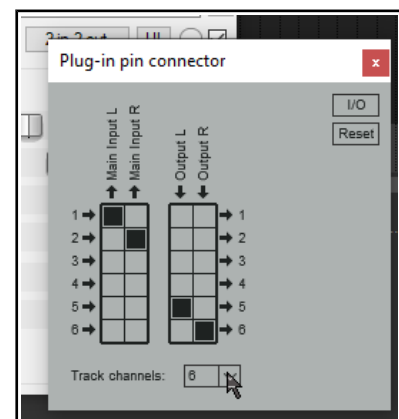 2 in 2 out UI
Plug-in pin connector x
I/O
Reset
Main Input L
Main Input R
Output L
Output R
1 1
2 2
3 3
4 4
5 5
6 6
Track channels: 6